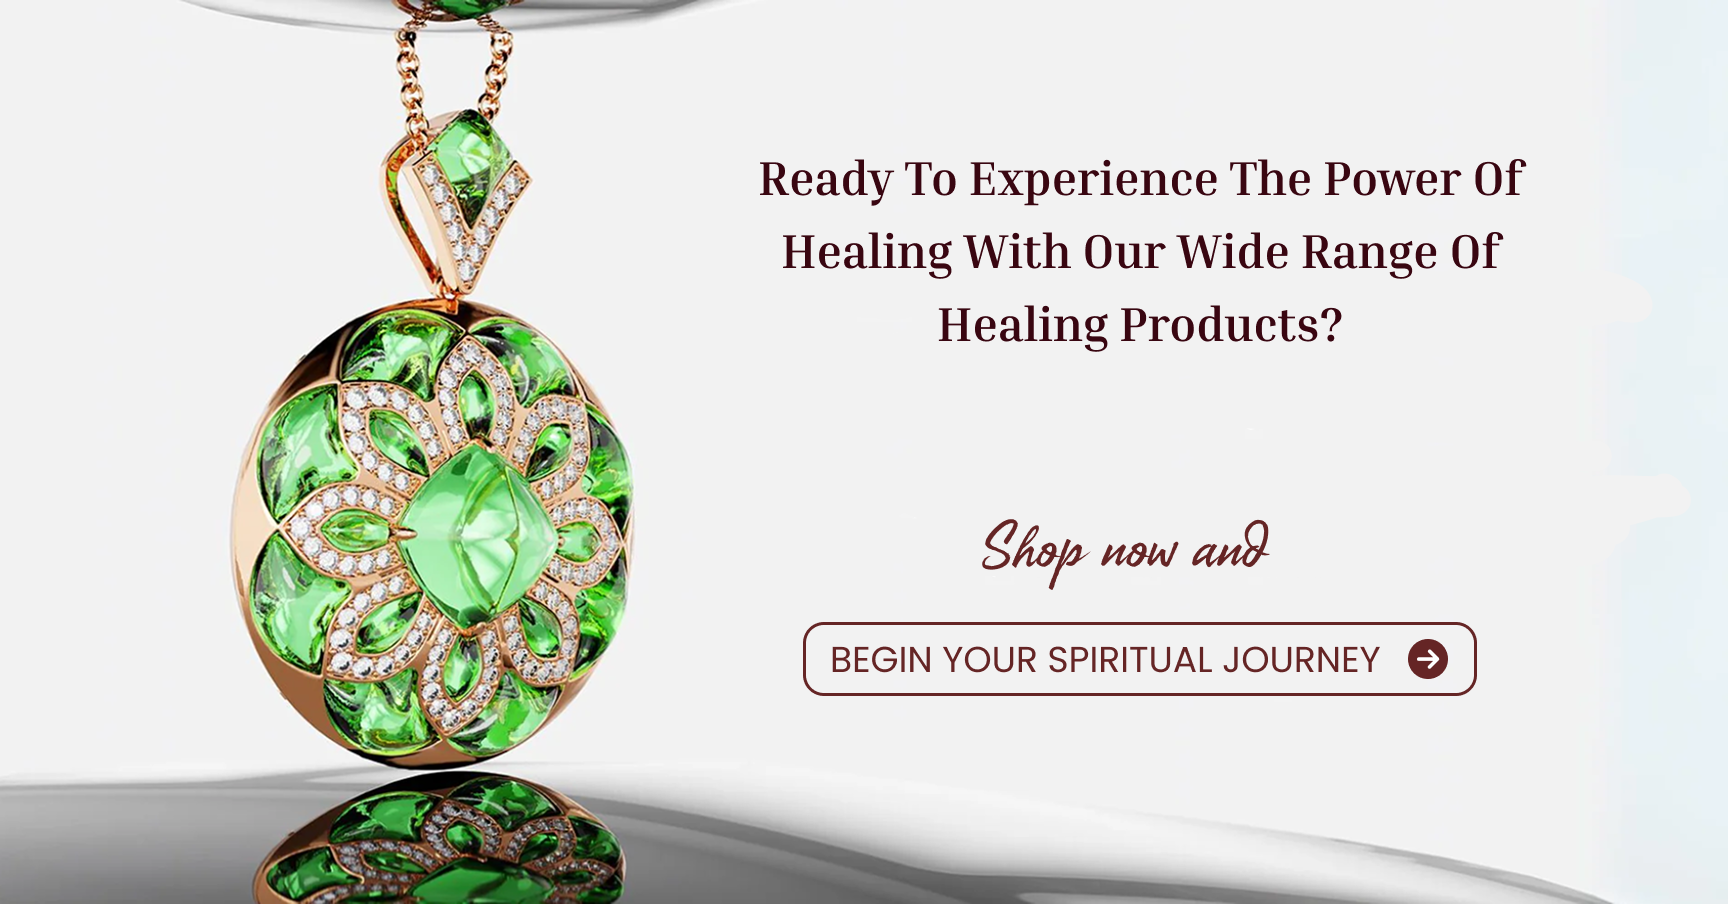 Ready To Experience The Power Of
Healing With Our Wide Range Of
Healing Products?
Shop now and
BEGIN YOUR SPIRITUAL JOURNEY